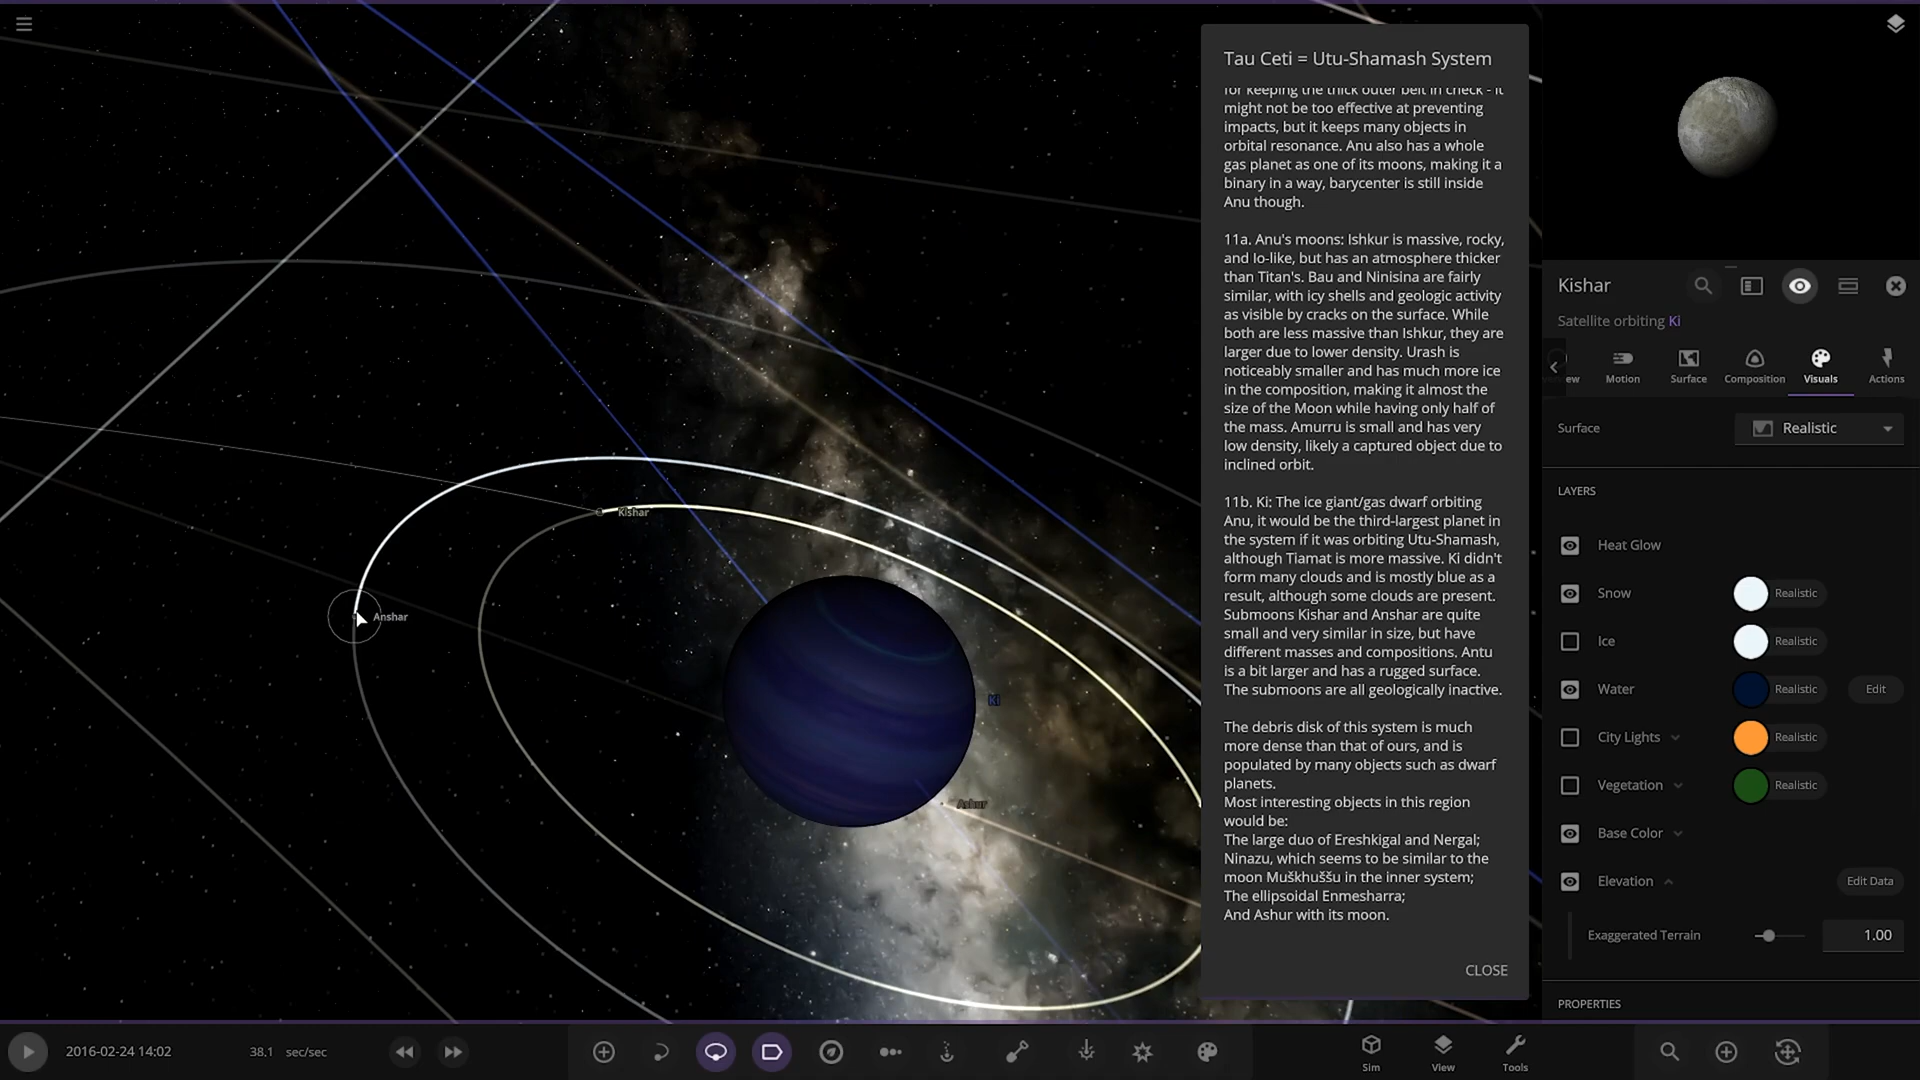 Tau Ceti = Utu-Shamash System
for keeping the thick outer belt in check - it
might not be too effective at preventing
impacts, but it keeps many objects in
orbital resonance. Anu also has a whole
gas planet as one of its moons, making it a
binary in a way, barycenter is still inside
Anu though.
11a. Anu's moons: Ishkur is massive, rocky,
and Io-like, but has an atmosphere thicker
than Titan's. Bau and Ninisina are fairly
similar, with icy shells and geologic activity
as visible by cracks on the surface. While
both are less massive than Ishkur, they are
larger due to lower density. Urash is
noticeably smaller and has much more ice
in the composition, making it almost the
size of the Moon while having only half of
the mass. Amurru is small and has very
low density, likely a captured object due to
inclined orbit.
11b. Ki: The ice giant/gas dwarf orbiting
Anu, it would be the third-largest planet in
the system if it was orbiting Utu-Shamash,
although Tiamat is more massive. Ki didn't
form many clouds and is mostly blue as a
result, although some clouds are present.
Submoons Kishar and Anshar are quite
small and very similar in size, but have
different masses and compositions. Antu
is a bit larger and has a rugged surface.
The submoons are all geologically inactive.
The debris disk of this system is much
more dense than that of ours, and is
populated by many objects such as dwarf
planets.
Most interesting objects in this region
would be:
The large duo of Ereshkigal and Nergal;
Ninazu, which seems to be similar to the
moon Muškhuššu in the inner system;
The ellipsoidal Enmesharra;
And Ashur with its moon.
CLOSE
Kishar
Anshar
Ki
Ashur
Kishar
Satellite orbiting Ki
ew
Motion
Surface
Composition
Visuals
Actions
Surface
Realistic
LAYERS
Heat Glow
Snow Realistic
Ice Realistic
Water Realistic Edit
City Lights Realistic
Vegetation Realistic
Base Color
Elevation Edit Data
Exaggerated Terrain 1.00
PROPERTIES
2016-02-24 14:02
38.1 sec/sec
Sim
View
Tools